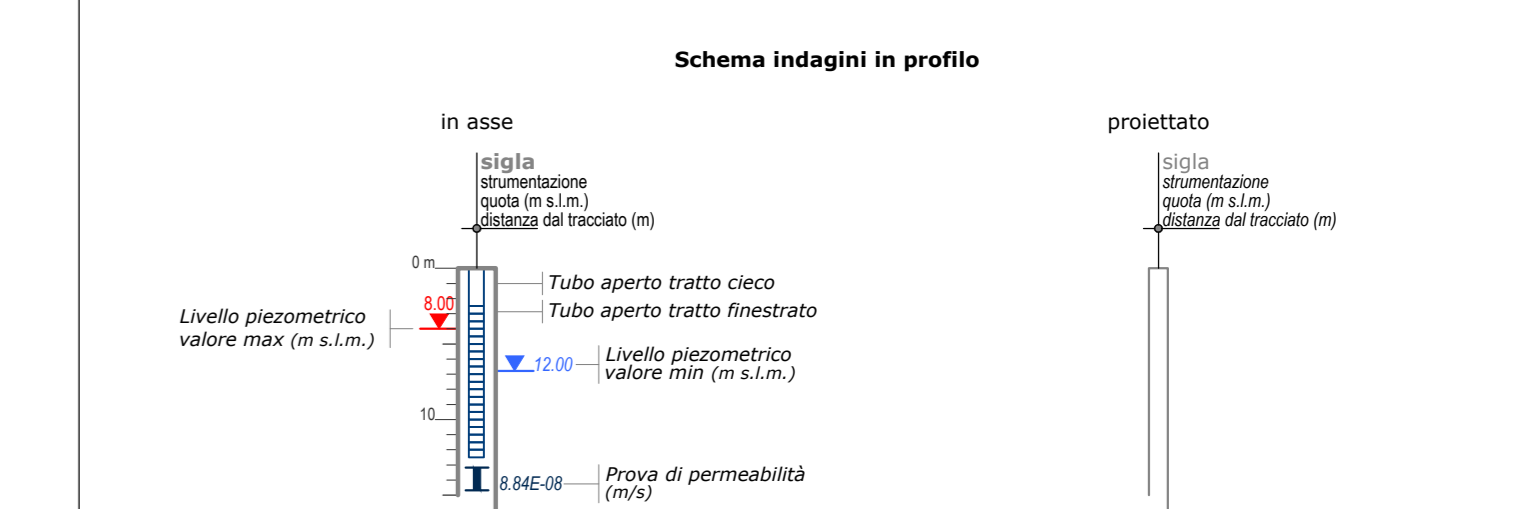 Schema indagini in profilo
in asse
proiettato
sigla
strumentazione
quota (m s.l.m.)
distanza dal tracciato (m)
sigla
strumentazione
quota (m s.l.m.)
distanza dal tracciato (m)
0 m
Tubo aperto tratto cieco
8.00
Tubo aperto tratto finestrato
Livello piezometrico
valore max (m s.l.m.)
12.00
Livello piezometrico
valore min (m s.l.m.)
10
8.84E-08
Prova di permeabilità
(m/s)